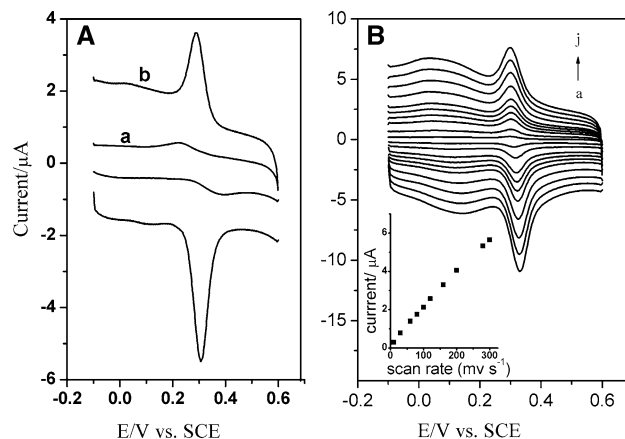 A
b
a
4
2
0
-2
-4
-6
Current/μA
-0.2
0.0
0.2
0.4
0.6
E/V vs. SCE
B
j
a
10
5
0
-5
-10
-15
-20
-0.2
0.0
0.2
0.4
0.6
E/V vs. SCE
6
4
2
0
currrent/ μA
0
100
200
300
scan rate (mv s⁻¹)